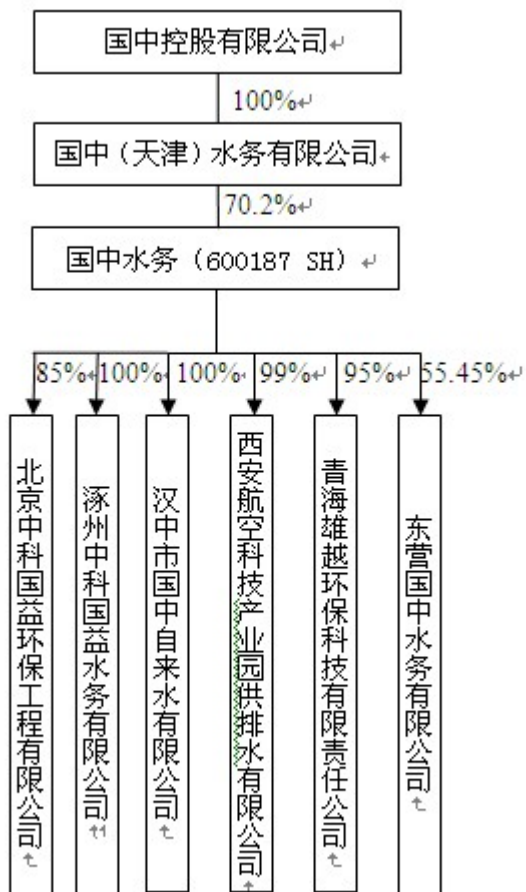 国中控股有限公司
100%
国中（天津）水务有限公司
70.2%
国中水务（600187 SH）
85% 100% 100% 99% 95% 55.45%
北京中科国益环保工程有限公司
涿州中科国益水务有限公司
汉中市国中自来水有限公司
西安航空科技产业园供排水有限公司
青海雄越环保科技有限责任公司
东营国中水务有限公司